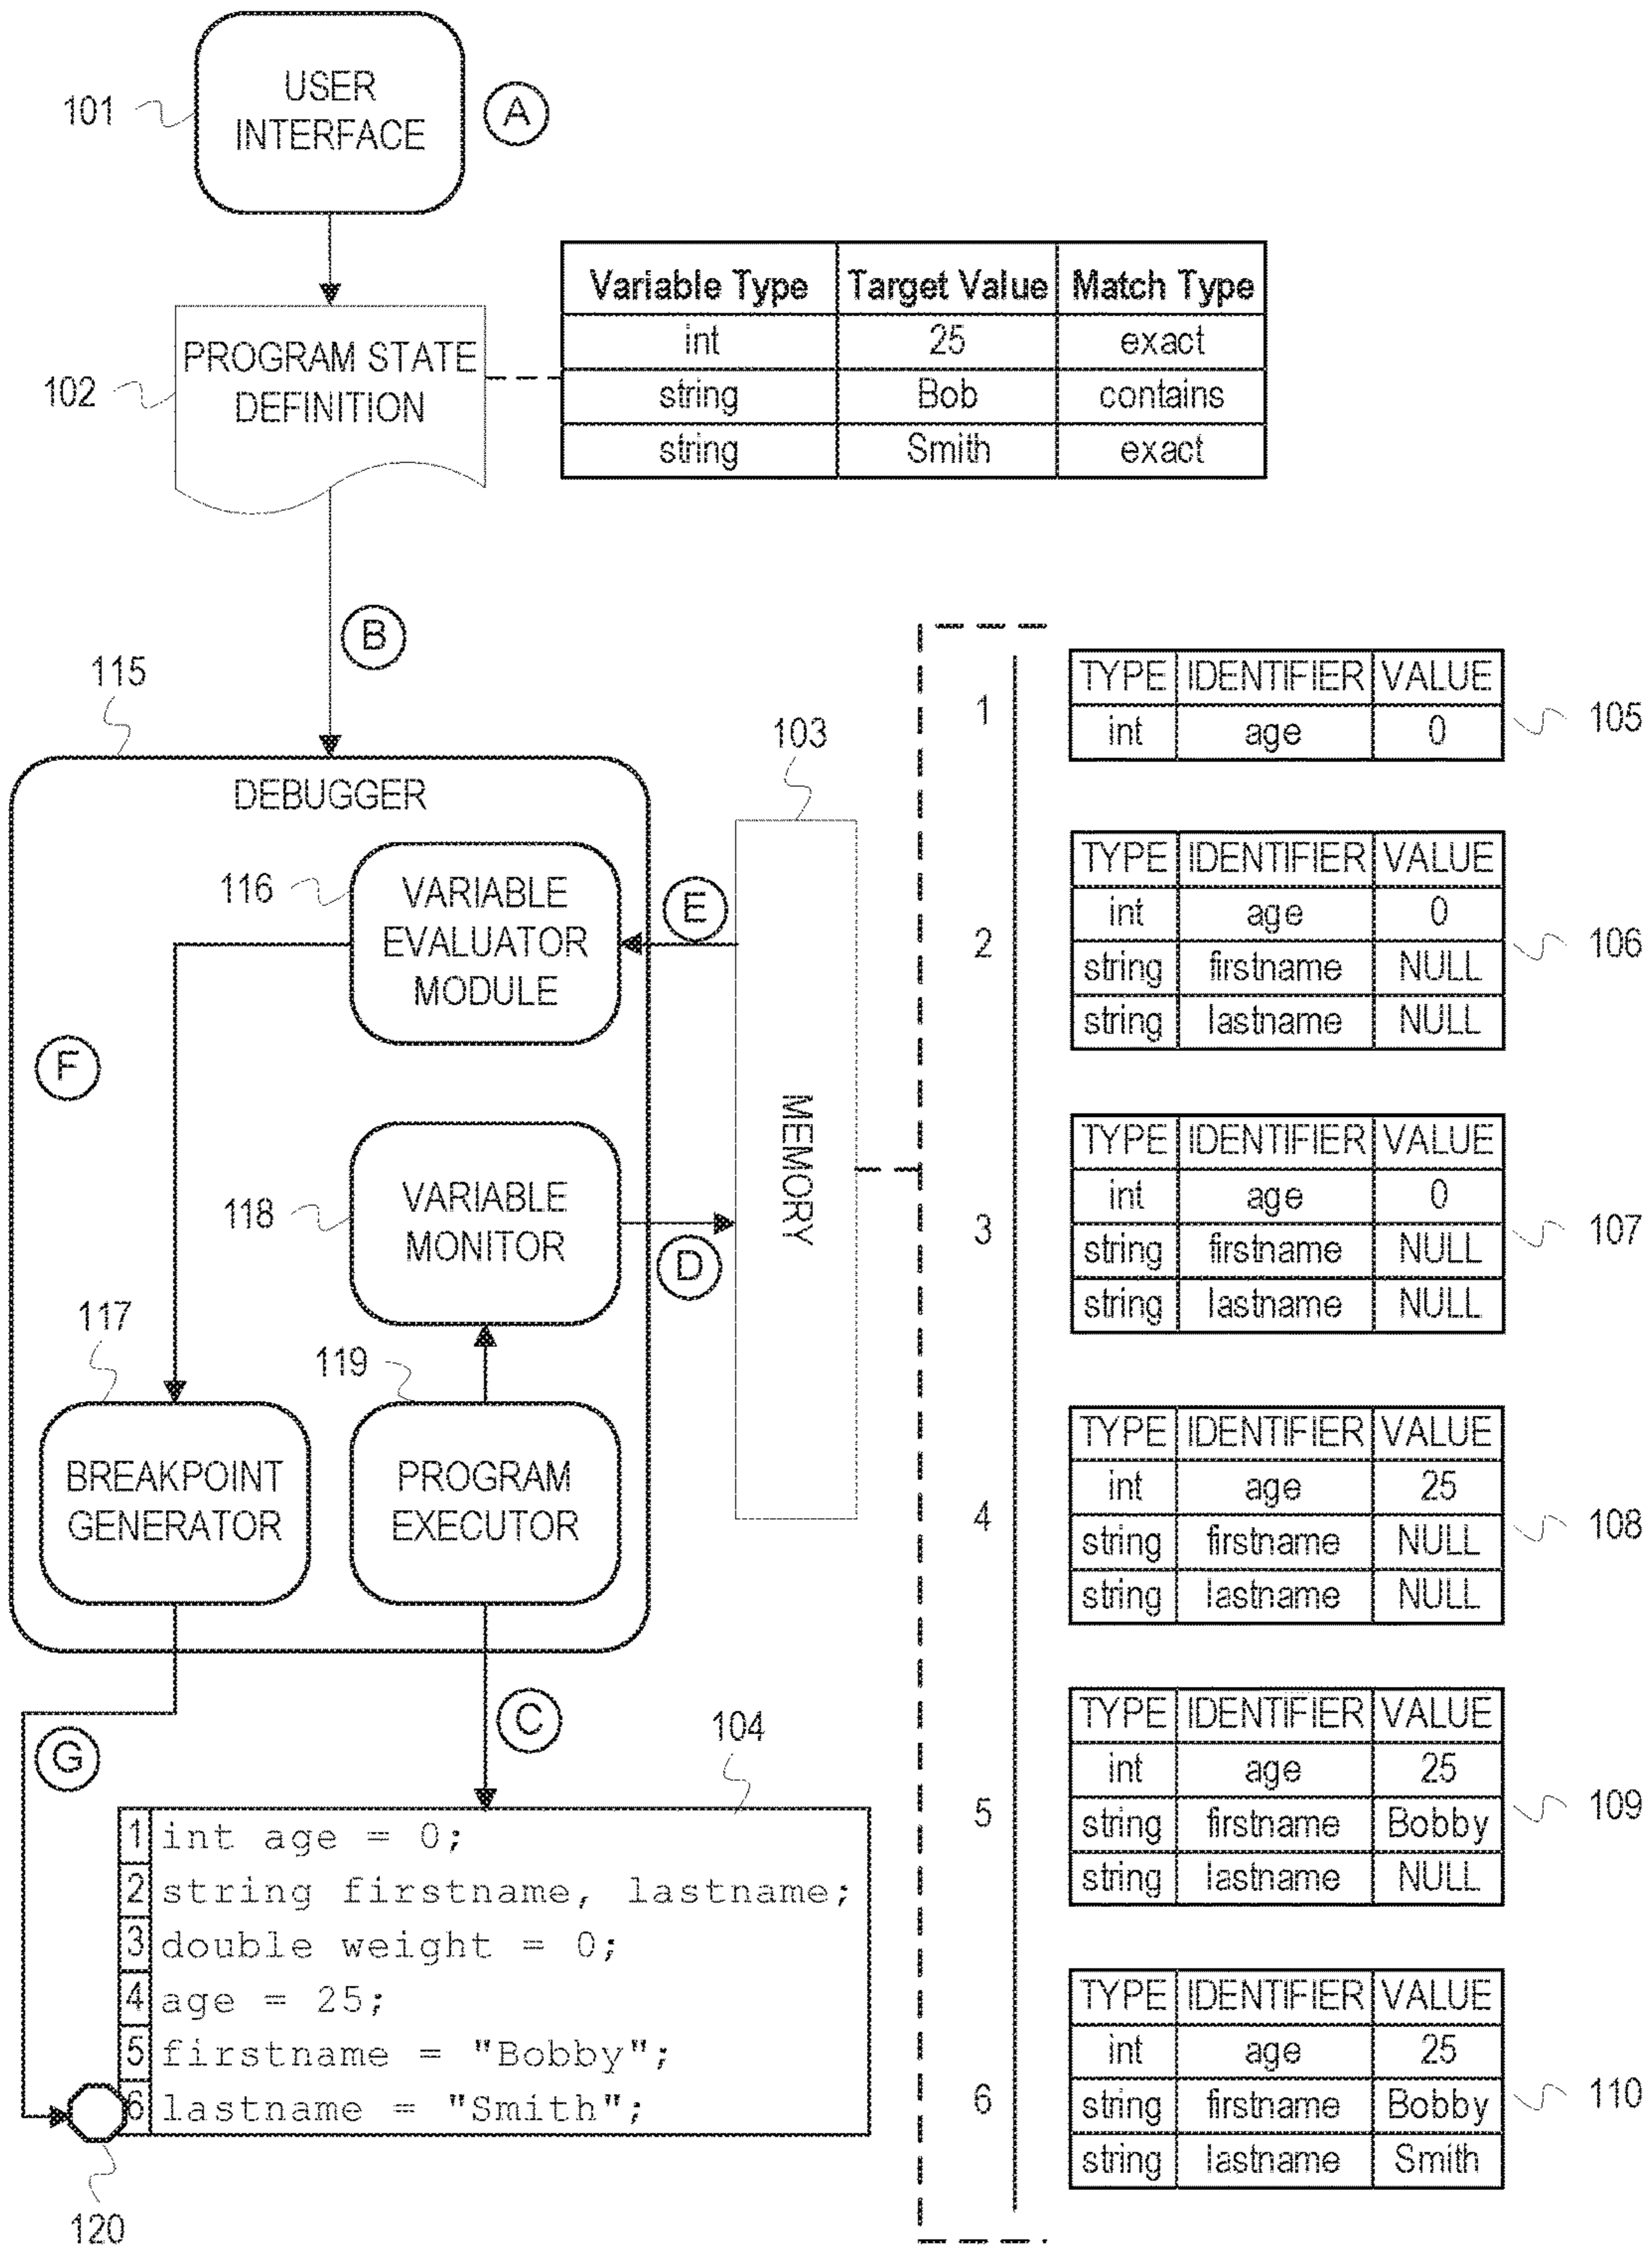 USER
INTERFACE
A
101
Variable Type Target Value Match Type
int 25 exact
string Bob contains
string Smith exact
PROGRAM STATE
DEFINITION
102
B
115
DEBUGGER
103
116
VARIABLE
EVALUATOR
MODULE
E
F
MEMORY
118
VARIABLE
MONITOR
D
117
119
BREAKPOINT
GENERATOR
PROGRAM
EXECUTOR
G
C
104
1 int age = 0;
2 string firstname, lastname;
3 double weight = 0;
4 age = 25;
5 firstname = "Bobby";
6 lastname = "Smith";
120
1
TYPE IDENTIFIER VALUE
int age 0
105
2
TYPE IDENTIFIER VALUE
int age 0
string firstname NULL
string lastname NULL
106
3
TYPE IDENTIFIER VALUE
int age 0
string firstname NULL
string lastname NULL
107
4
TYPE IDENTIFIER VALUE
int age 25
string firstname NULL
string lastname NULL
108
5
TYPE IDENTIFIER VALUE
int age 25
string firstname Bobby
string lastname NULL
109
6
TYPE IDENTIFIER VALUE
int age 25
string firstname Bobby
string lastname Smith
110